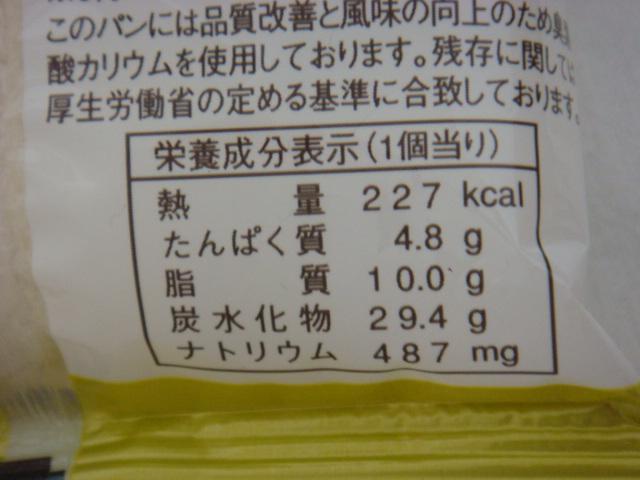 このパンには品質改善と風味の向上のため臭素
酸カリウムを使用しております。残存に関しては
厚生労働省の定める基準に合致しております。
栄養成分表示(1個当り)
熱量 227 kcal
たんぱく質 4.8 g
脂質 10.0 g
炭水化物 29.4 g
ナトリウム 487 mg